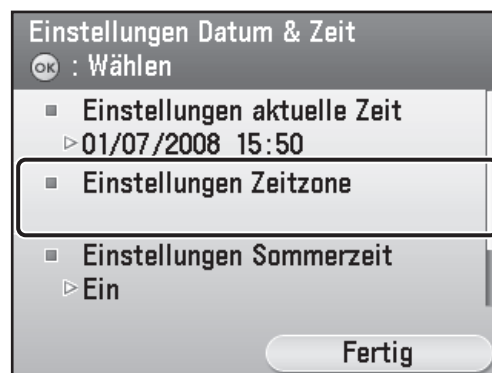 Einstellungen Datum & Zeit
OK : Wählen
Einstellungen aktuelle Zeit
01/07/2008 15:50
Einstellungen Zeitzone
Einstellungen Sommerzeit
Ein
Fertig